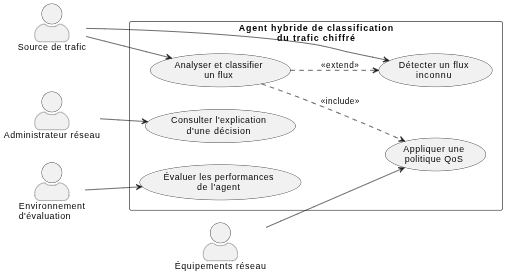 Agent hybride de classification
du trafic chiffré
Source de trafic
Analyser et classifier
un flux
«extend»
Détecter un flux
inconnu
«include»
Administrateur réseau
Consulter l'explication
d'une décision
Appliquer une
politique QoS
Évaluer les performances
de l'agent
Environnement
d'évaluation
Équipements réseau